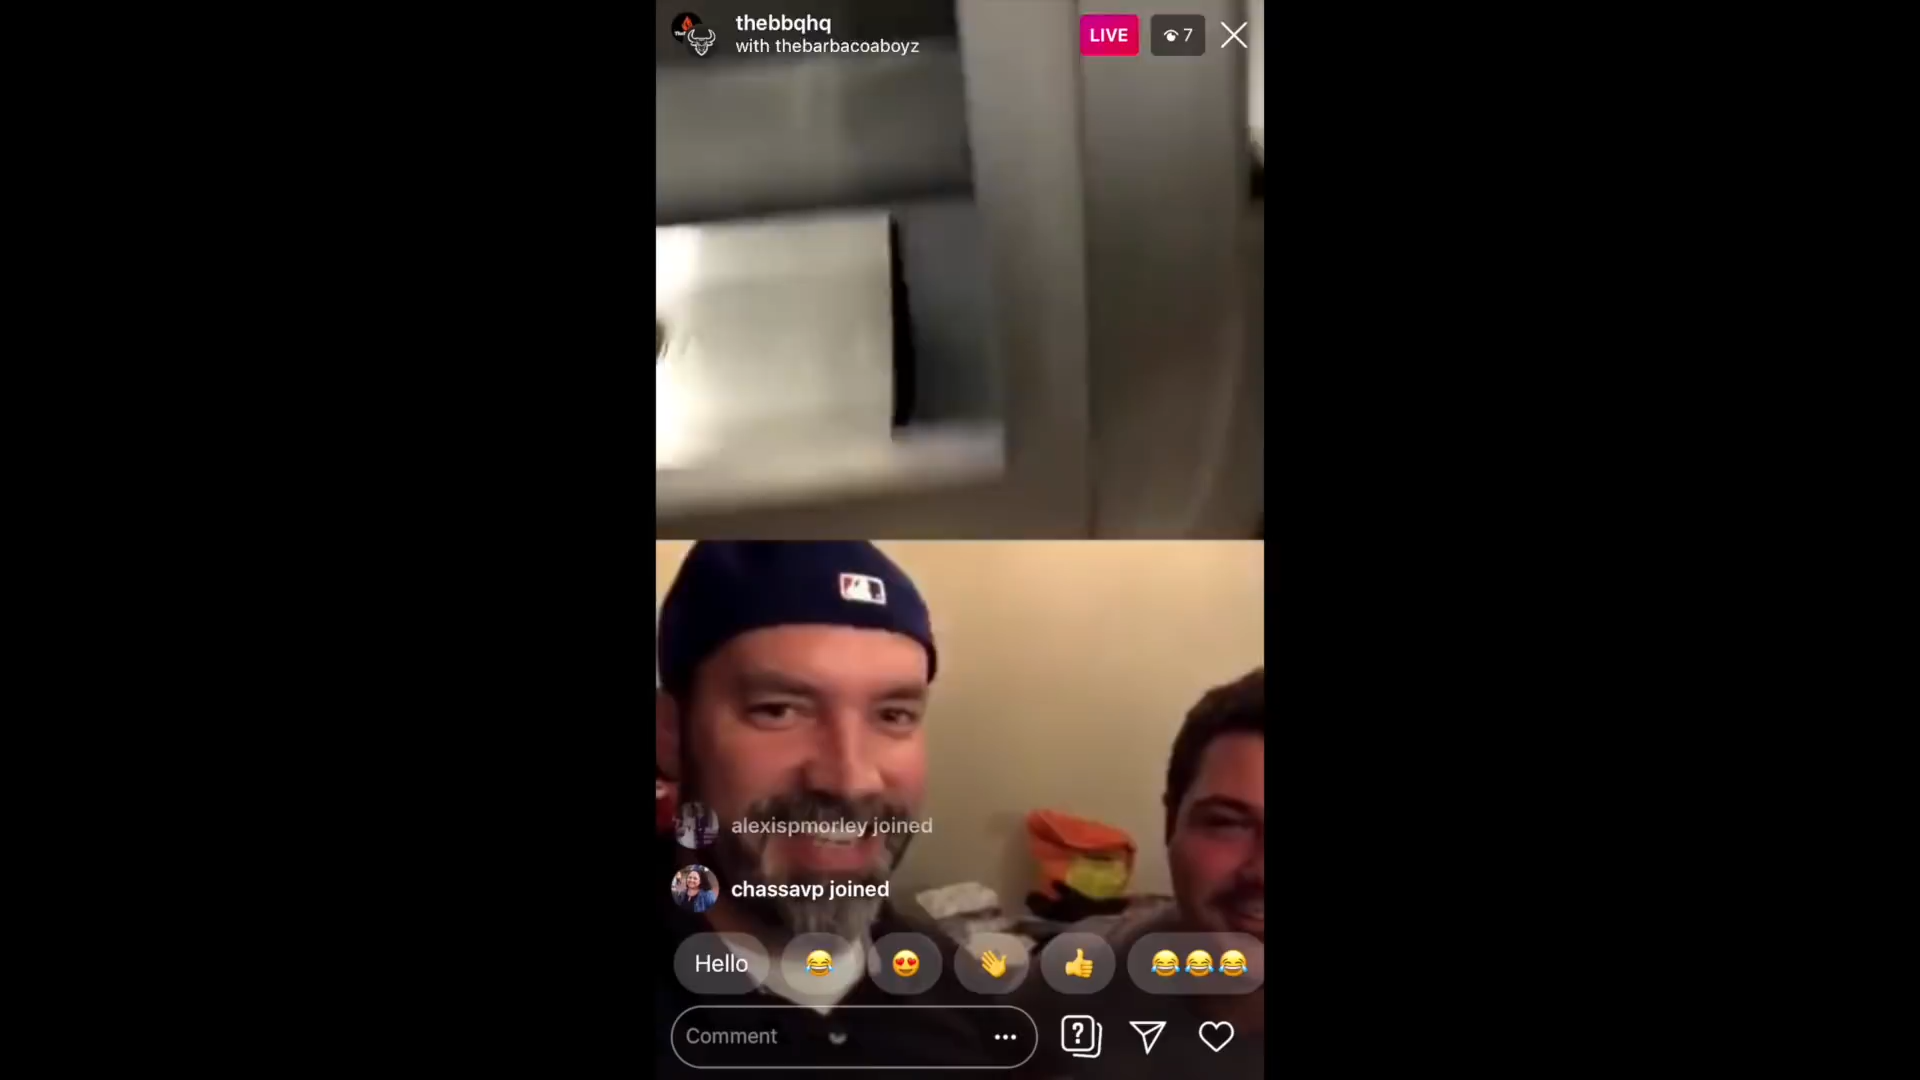 thebbqhq
with thebarbacoaboyz
LIVE
7
alexispmorley joined
chassavp joined
Hello
Comment